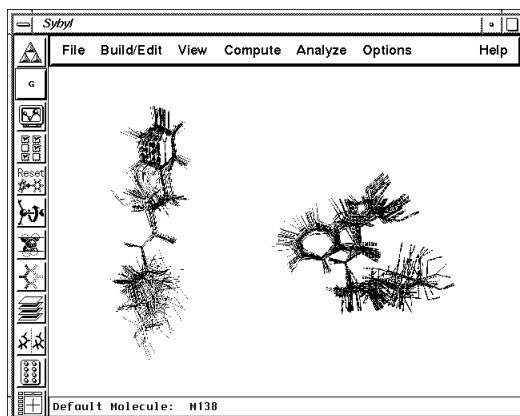 Sybyl
File Build/Edit View Compute Analyze Options Help
G
Reset
Default Molecule: M138